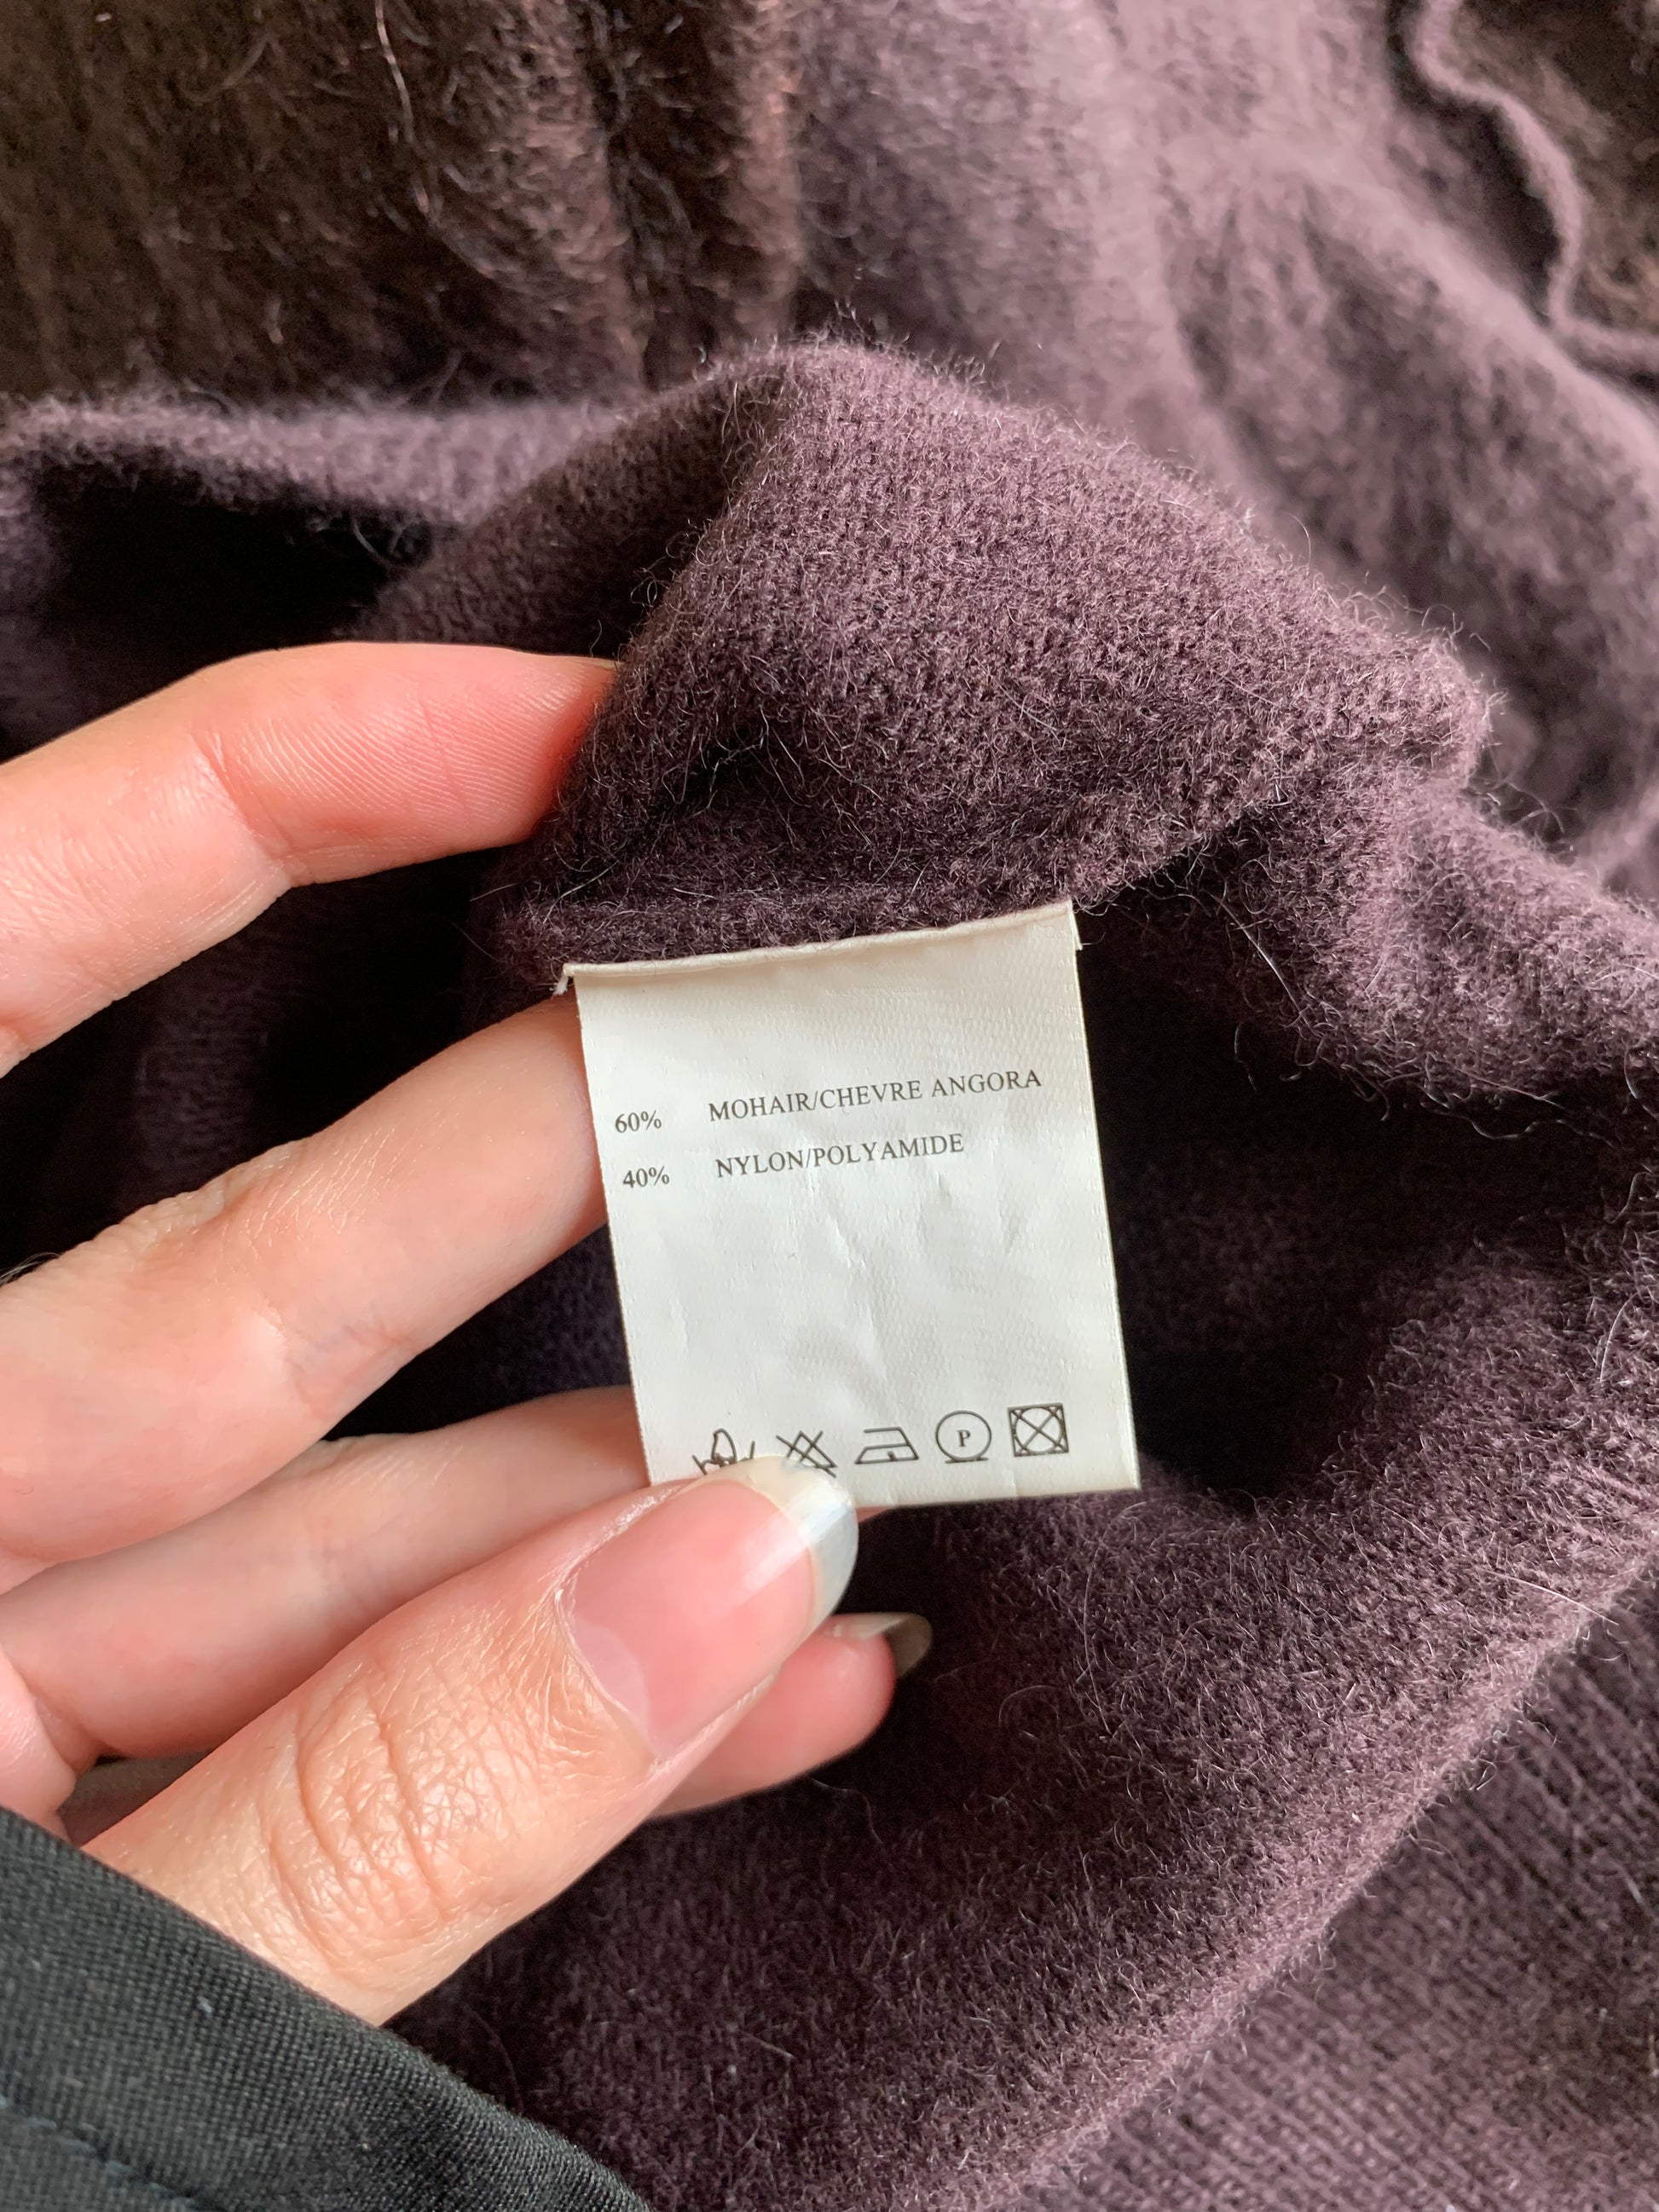 60% MOHAIR/CHEVRE ANGORA
40% NYLON/POLYAMIDE
P